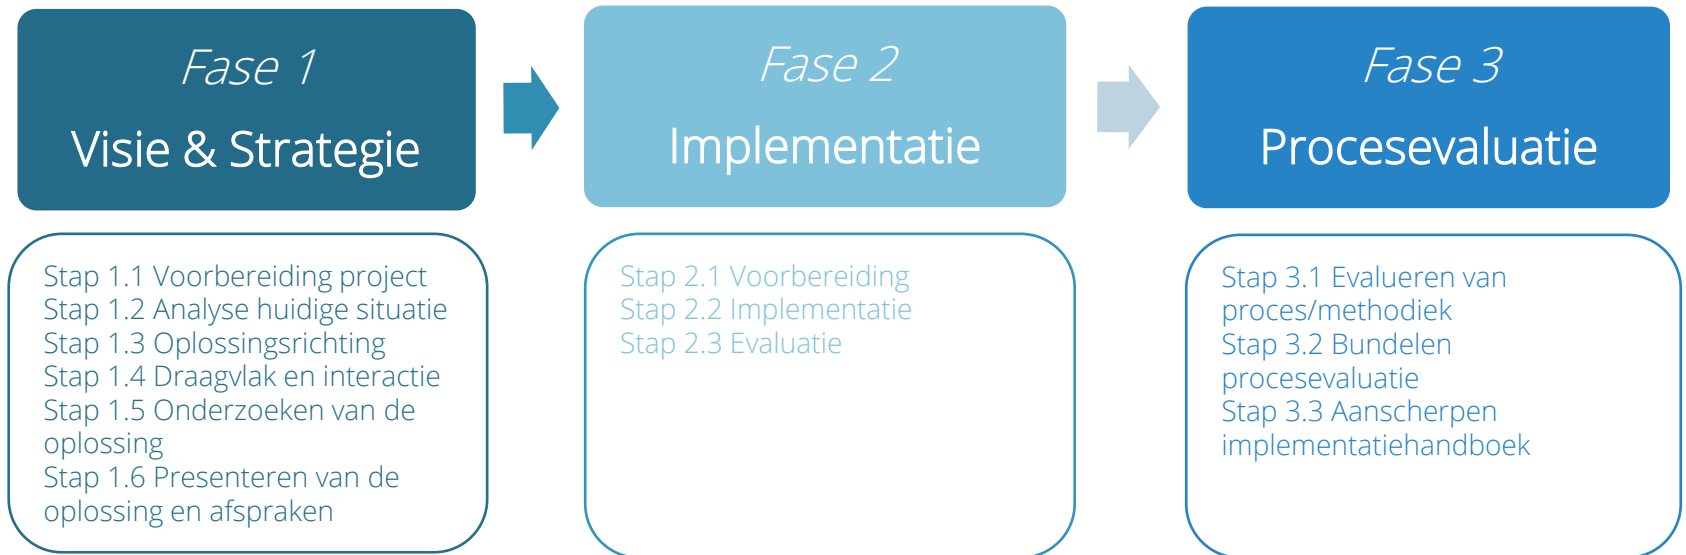 Fase 1
Visie & Strategie
Stap 1.1 Voorbereiding project
Stap 1.2 Analyse huidige situatie
Stap 1.3 Oplossingsrichting
Stap 1.4 Draagvlak en interactie
Stap 1.5 Onderzoeken van de
oplossing
Stap 1.6 Presenteren van de
oplossing en afspraken
Fase 2
Implementatie
Stap 2.1 Voorbereiding
Stap 2.2 Implementatie
Stap 2.3 Evaluatie
Fase 3
Procesevaluatie
Stap 3.1 Evalueren van
proces/methodiek
Stap 3.2 Bundelen
procesevaluatie
Stap 3.3 Aanscherpen
implementatiehandboek